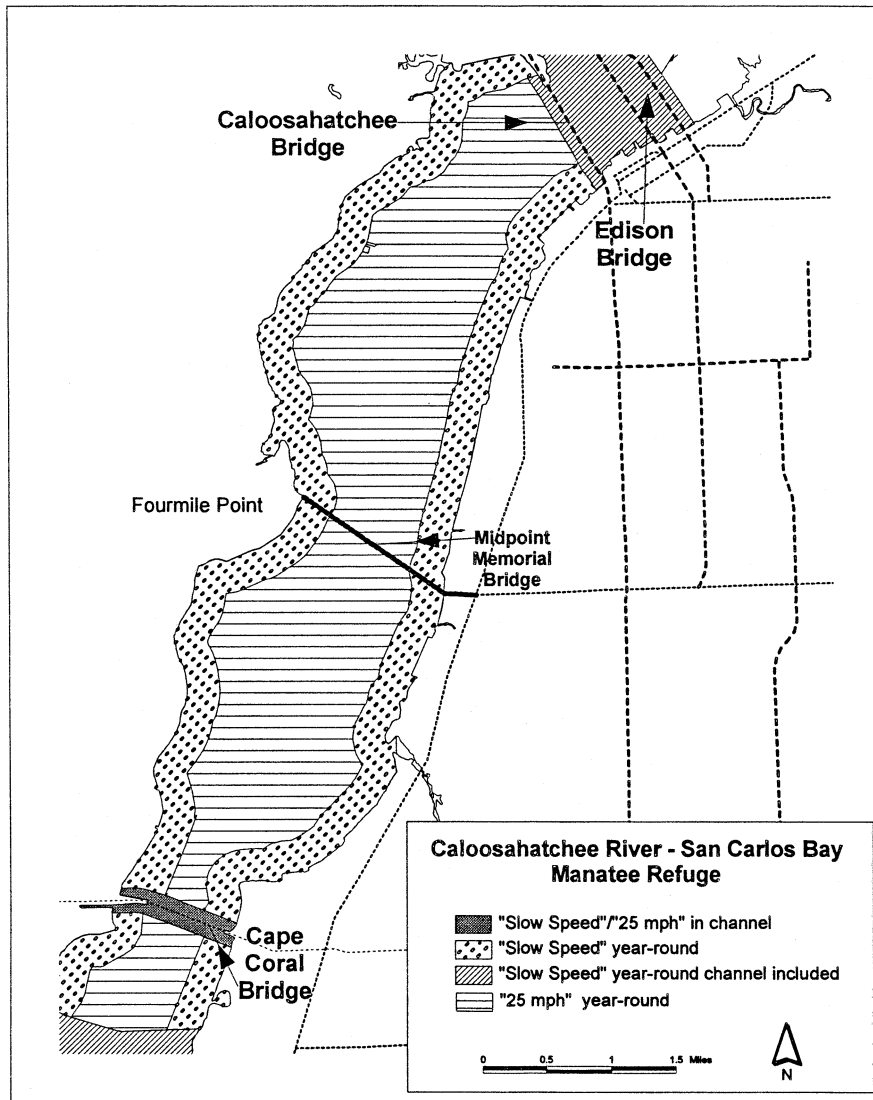 Caloosahatchee
Bridge
Edison
Bridge
Fourmile Point
Midpoint
Memorial
Bridge
Cape
Coral
Bridge
Caloosahatchee River - San Carlos Bay
Manatee Refuge
"Slow Speed"/"25 mph" in channel
"Slow Speed" year-round
"Slow Speed" year-round channel included
"25 mph" year-round
0 0.5 1 1.5 Miles
N